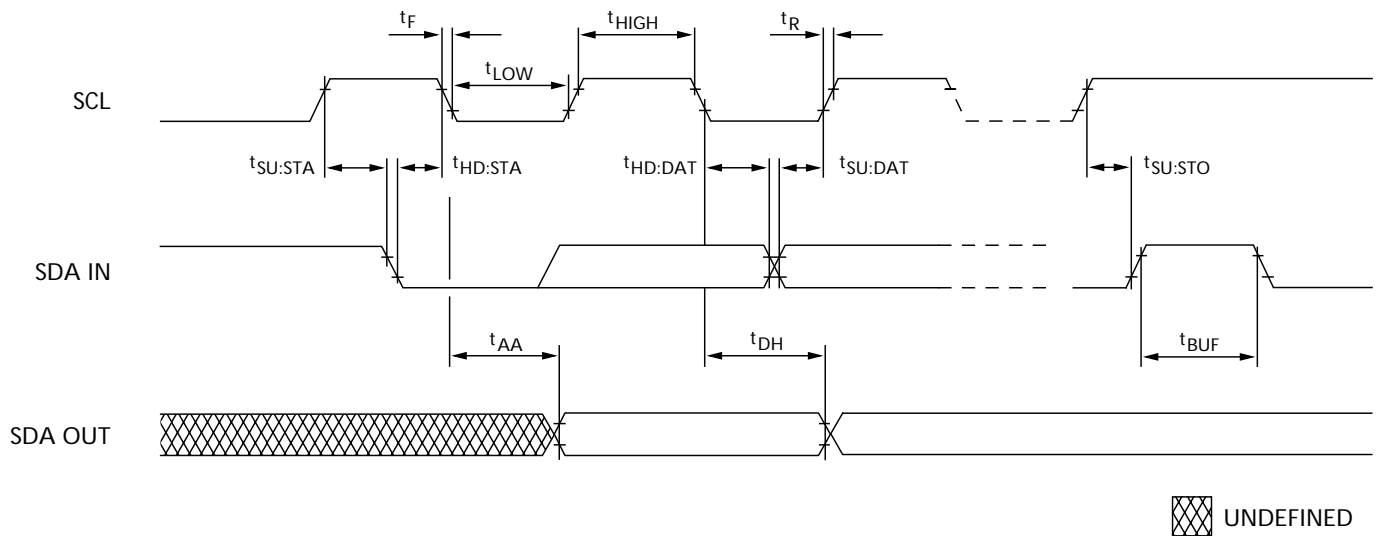 tF
tHIGH
tR
tLOW
SCL
tSU:STA
tHD:STA
tHD:DAT
tSU:DAT
tSU:STO
SDA IN
tAA
tDH
tBUF
SDA OUT
UNDEFINED